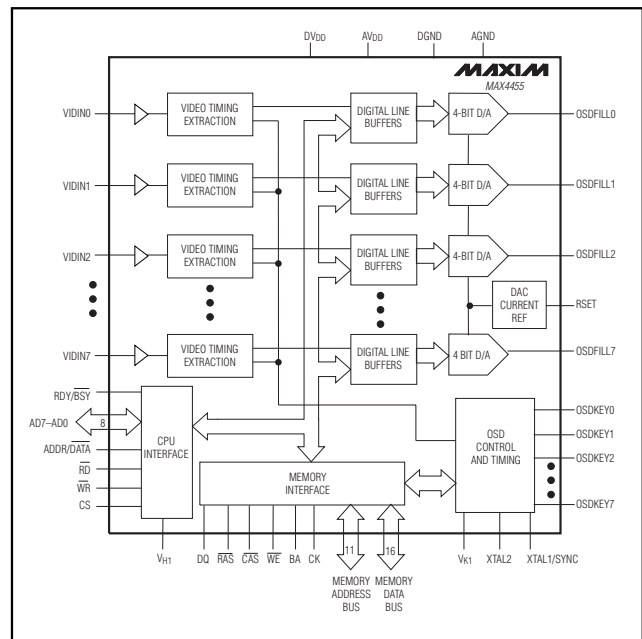 DVDD AVDD DGND AGND
MAXIM
MAX4455
VIDIN0
VIDEO TIMING
EXTRACTION
DIGITAL LINE
BUFFERS
4-BIT D/A
OSDFILL0
VIDIN1
VIDEO TIMING
EXTRACTION
DIGITAL LINE
BUFFERS
4-BIT D/A
OSDFILL1
VIDIN2
VIDEO TIMING
EXTRACTION
DIGITAL LINE
BUFFERS
4-BIT D/A
OSDFILL2
DAC
CURRENT
REF
RSET
VIDIN7
VIDEO TIMING
EXTRACTION
DIGITAL LINE
BUFFERS
4 BIT D/A
OSDFILL7
RDY/BSY
AD7–AD0
8
ADDR/DATA
RD
WR
CS
CPU
INTERFACE
MEMORY
INTERFACE
OSD
CONTROL
AND TIMING
OSDKEY0
OSDKEY1
OSDKEY2
OSDKEY7
VH1
DQ RAS CAS WE BA CK
11
16
MEMORY
ADDRESS
BUS
MEMORY
DATA
BUS
VK1 XTAL2 XTAL1/SYNC